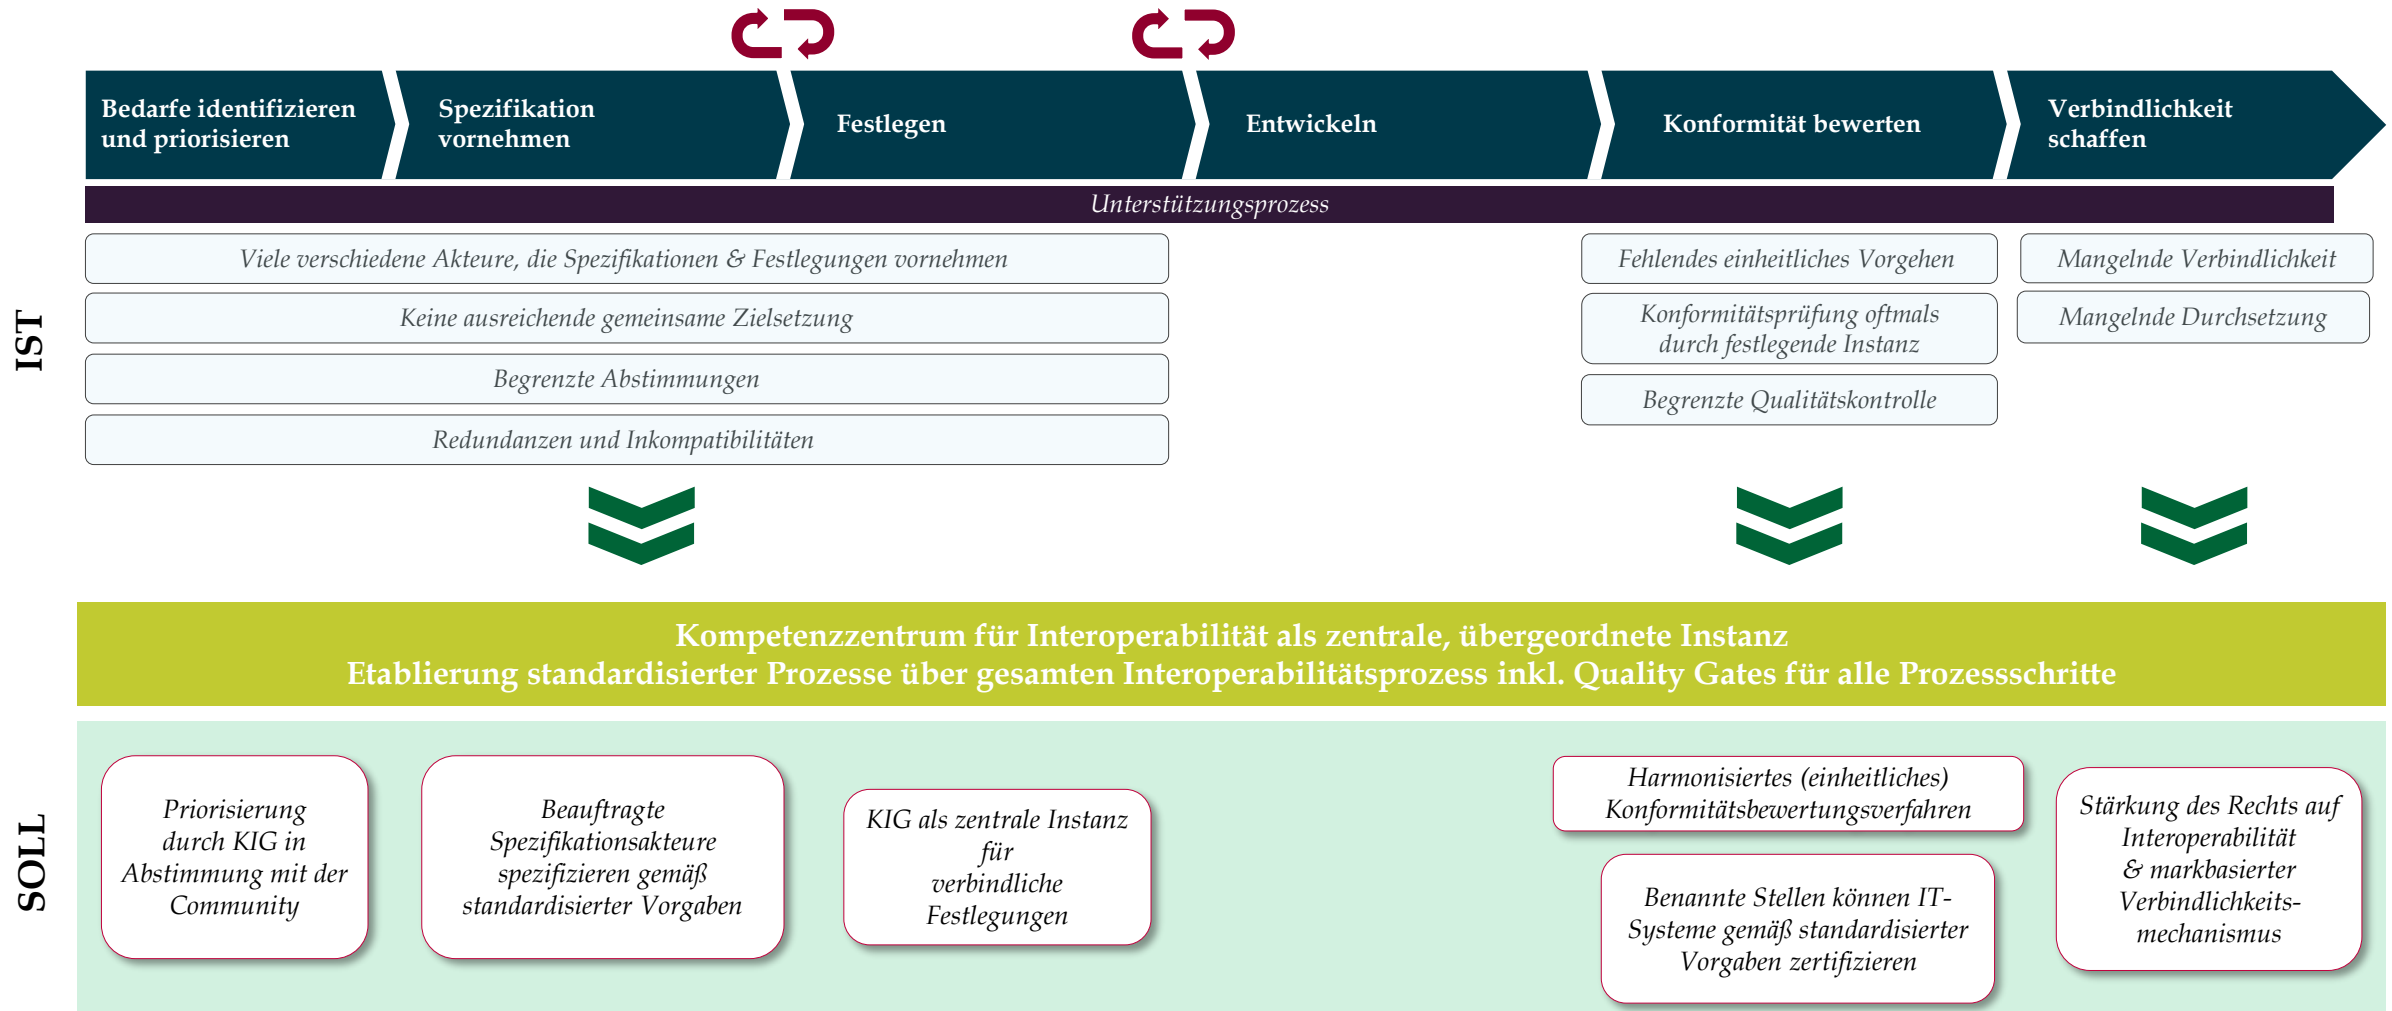 Bedarfe identifizieren
und priorisieren
Spezifikation
vornehmen
Festlegen
Entwickeln
Konformität bewerten
Verbindlichkeit
schaffen
Unterstützungsprozess
IST
Viele verschiedene Akteure, die Spezifikationen & Festlegungen vornehmen
Keine ausreichende gemeinsame Zielsetzung
Begrenzte Abstimmungen
Redundanzen und Inkompatibilitäten
Fehlendes einheitliches Vorgehen
Konformitätsprüfung oftmals
durch festlegende Instanz
Begrenzte Qualitätskontrolle
Mangelnde Verbindlichkeit
Mangelnde Durchsetzung
Kompetenzzentrum für Interoperabilität als zentrale, übergeordnete Instanz
Etablierung standardisierter Prozesse über gesamten Interoperabilitätsprozess inkl. Quality Gates für alle Prozessschritte
SOLL
Priorisierung
durch KIG in
Abstimmung mit der
Community
Beauftragte
Spezifikationsakteure
spezifizieren gemäß
standardisierter Vorgaben
KIG als zentrale Instanz
für
verbindliche
Festlegungen
Harmonisiertes (einheitliches)
Konformitätsbewertungsverfahren
Benannte Stellen können IT-
Systeme gemäß standardisierter
Vorgaben zertifizieren
Stärkung des Rechts auf
Interoperabilität
& markbasierter
Verbindlichkeits-
mechanismus